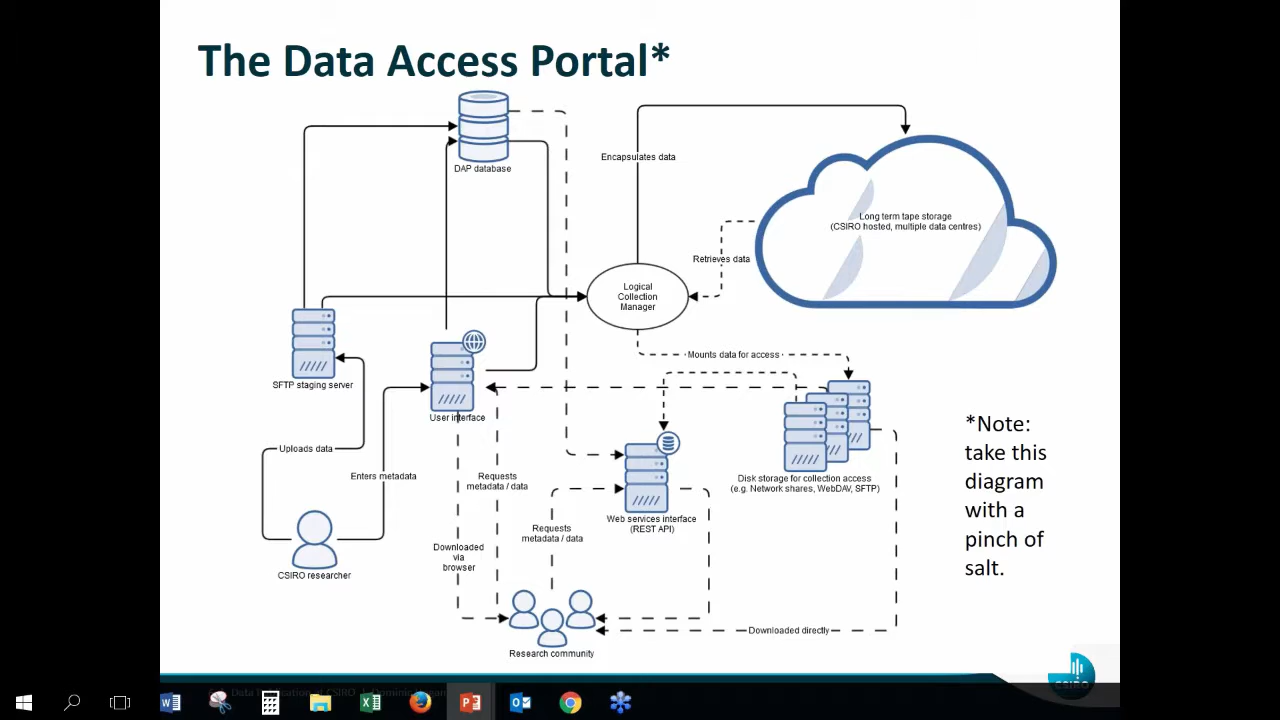 The Data Access Portal*
DAP database
Encapsulates data
Long term tape storage
(CSIRO hosted, multiple data centres)
Retrieves data
Logical
Collection
Manager
Mounts data for access
SFTP staging server
User interface
Uploads data
Enters metadata
Requests
metadata / data
Disk storage for collection access
(e.g. Network shares, WebDAV, SFTP)
*Note:
take this
diagram
with a
pinch of
salt.
Web services interface
(REST API)
Requests
metadata / data
Downloaded
via
browser
CSIRO researcher
Downloaded directly
Research community
CSIRO